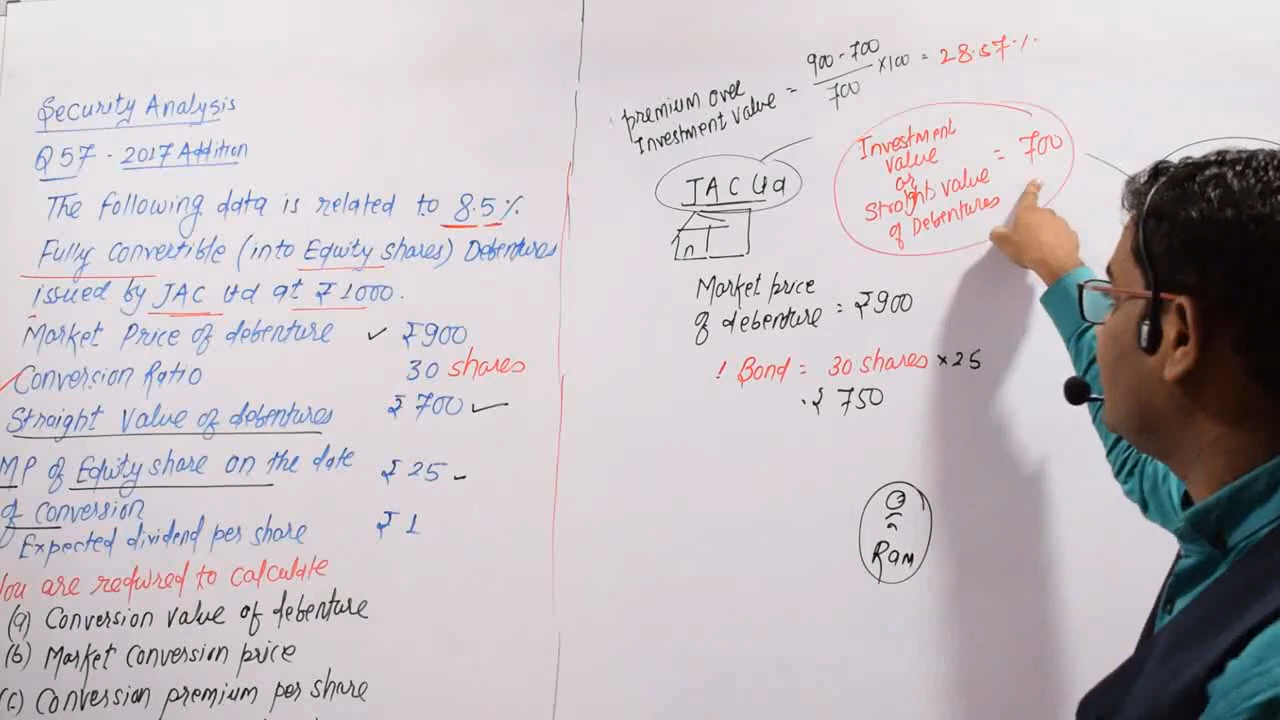 Security Analysis
Q 57 - 2017 Addition
The following data is related to 8.5%
Fully Convertible (into Equity shares) Debentures
issued by JAC Ltd at ₹1000.
Market Price of debenture ✓ ₹900
Conversion Ratio 30 shares
Straight Value of debentures ₹700
MP of Equity share on the date ₹25
of conversion
Expected dividend per share ₹1
You are required to calculate
(a) Conversion value of debenture
(b) Market conversion price
(c) Conversion premium per share
premium over
Investment value = 900-700/700 ×100 = 28.57%
JAC Ltd
Investment
value
or
Straight value
of Debentures
= 700
Market price
of debenture = ₹900
1 Bond = 30 shares × 25
₹ 750
Ram